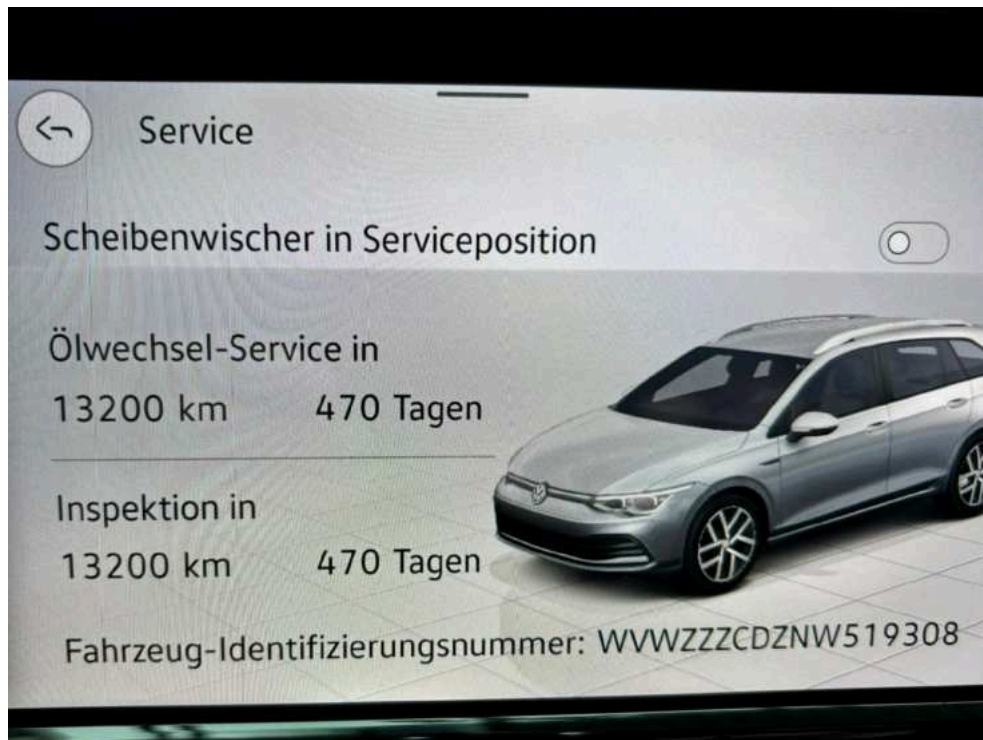 Service
Scheibenwischer in Serviceposition
Ölwechsel-Service in
13200 km 470 Tagen
Inspektion in
13200 km 470 Tagen
Fahrzeug-Identifizierungsnummer: WVWZZZCDZNW519308